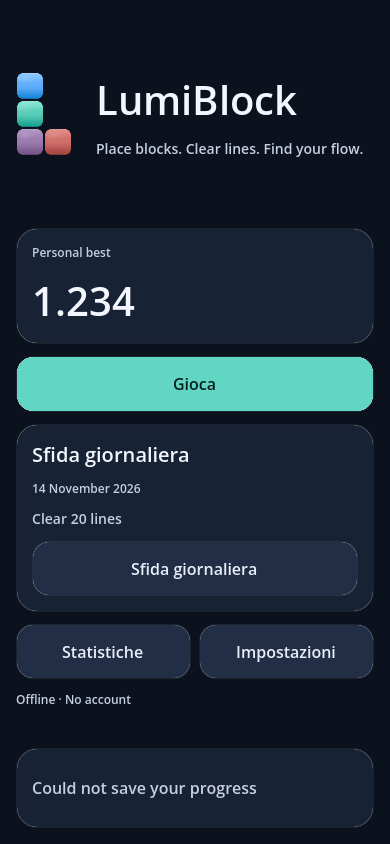 LumiBlock
Place blocks. Clear lines. Find your flow.
Personal best
1.234
Gioca
Sfida giornaliera
14 November 2026
Clear 20 lines
Sfida giornaliera
Statistiche
Impostazioni
Offline · No account
Could not save your progress